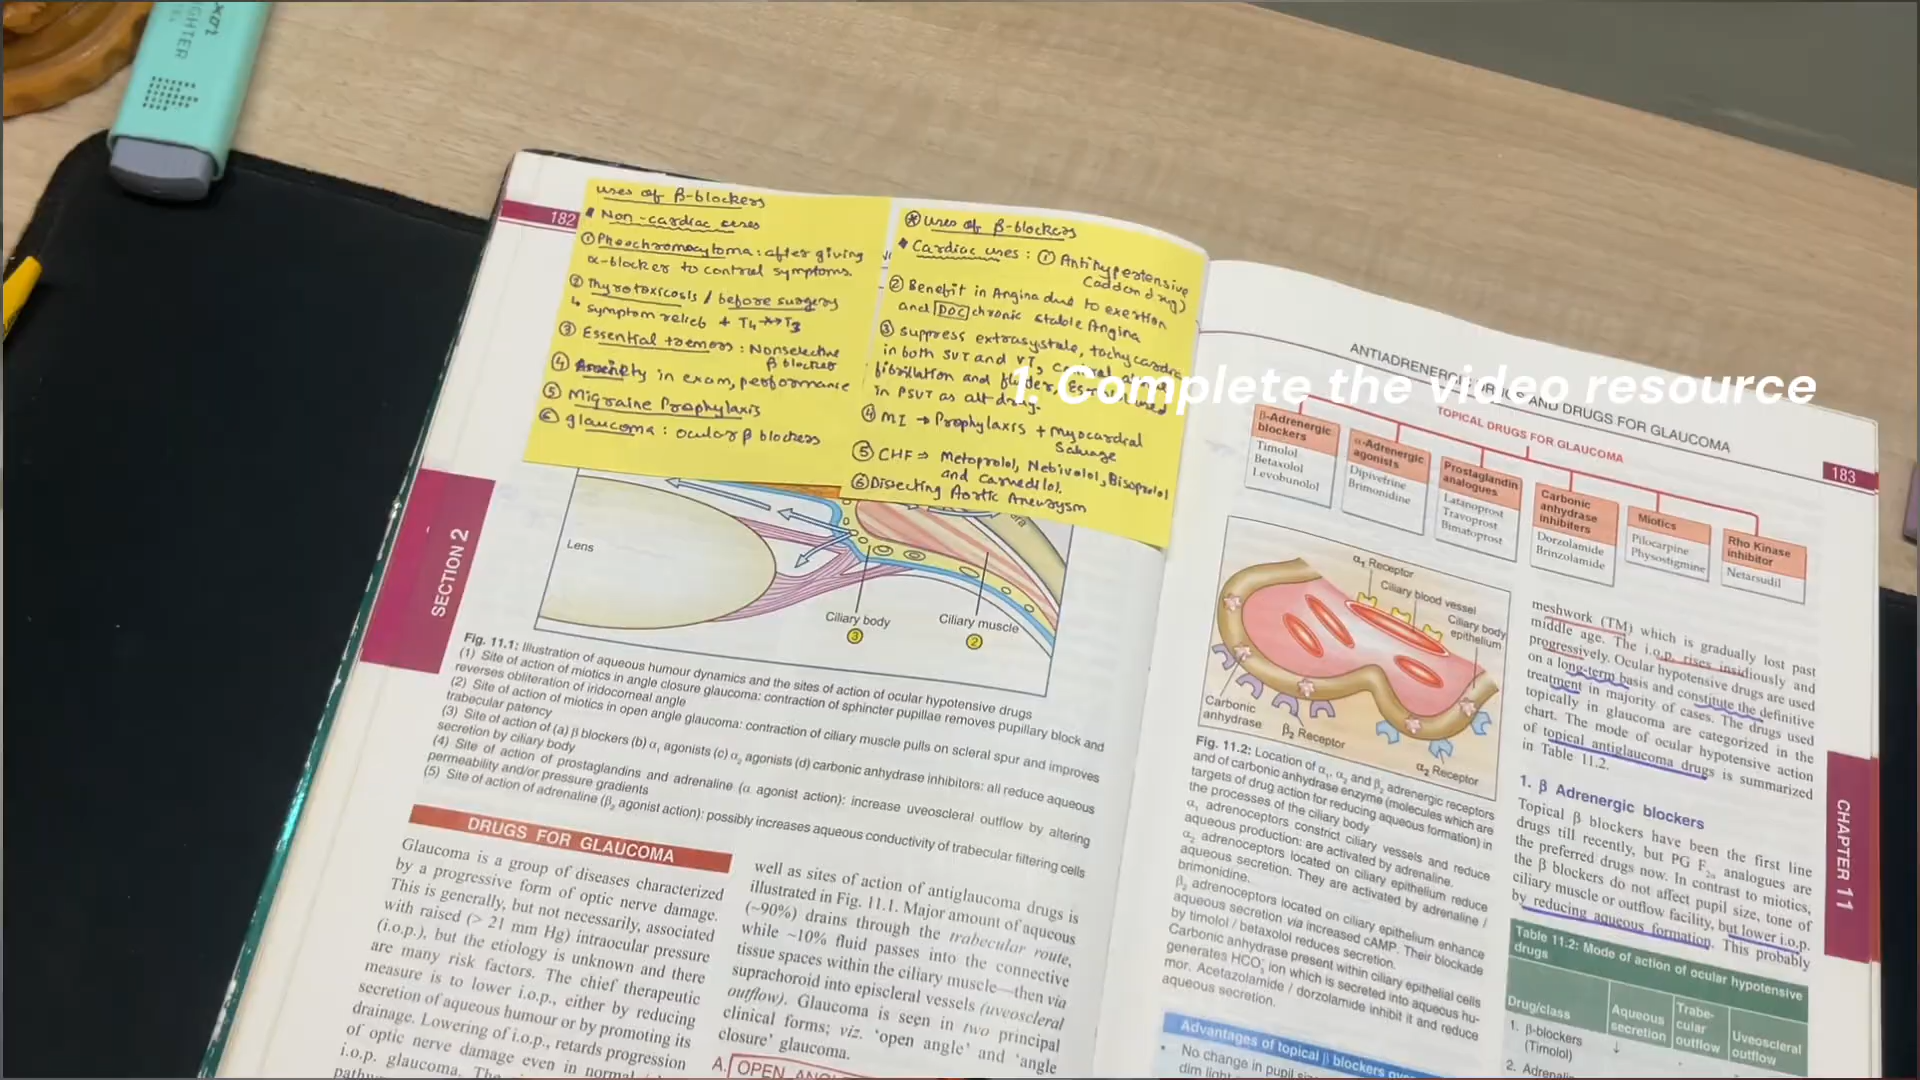 uses of β-blockers
Non-cardiac uses
① Pheochromocytoma: after giving
α-blocker to control symptoms.
② Thyrotoxicosis / before surgery
↳ symptom relief + T4 ↛ T3
③ Essential tremors: Nonselective
β blocker
④ Anxiety in exam, performance
⑤ Migraine Prophylaxis
⑥ glaucoma: ocular β blockers
Uses of β-blockers
Cardiac uses: ① Antihypertensive
(add on drug)
② Benefit in Angina due to exertion
and DOC chronic stable Angina
③ suppress extrasystole, tachycardia
in both SVT and VT,
fibrillation and
in PSVT as alt drug.
④ MI → Prophylaxis + Myocardial
Salvage
⑤ CHF ⇒ Metoprolol, Nebivolol, Bisoprolol
and Carvedilol.
⑥ Dissecting Aortic Aneurysm
1. Complete the video resource
182
SECTION 2
Lens
Ciliary body
3
Ciliary muscle
2
Fig. 11.1: Illustration of aqueous humour dynamics and the sites of action of ocular hypotensive drugs
(1) Site of action of miotics in angle closure glaucoma: contraction of sphincter pupillae removes pupillary block and
reverses obliteration of iridocorneal angle
(2) Site of action of miotics in open angle glaucoma: contraction of ciliary muscle pulls on scleral spur and improves
trabecular patency
(3) Site of action of (a) β blockers (b) α₁ agonists (c) α₂ agonists (d) carbonic anhydrase inhibitors: all reduce aqueous
secretion by ciliary body
(4) Site of action of prostaglandins and adrenaline (α agonist action): increase uveoscleral outflow by altering
permeability and/or pressure gradients
(5) Site of action of adrenaline (β₂ agonist action): possibly increases aqueous conductivity of trabecular filtering cells
DRUGS FOR GLAUCOMA
Glaucoma is a group of diseases characterized
by a progressive form of optic nerve damage.
This is generally, but not necessarily, associated
with raised (> 21 mm Hg) intraocular pressure
(i.o.p.), but the etiology is unknown and there
are many risk factors. The chief therapeutic
measure is to lower i.o.p., either by reducing
secretion of aqueous humour or by promoting its
drainage. Lowering of i.o.p., retards progression
of optic nerve damage even in normal
i.o.p. glaucoma. The
well as sites of action of antiglaucoma drugs is
illustrated in Fig. 11.1. Major amount of aqueous
(~90%) drains through the trabecular route,
while ~10% fluid passes into the connective
tissue spaces within the ciliary muscle—then via
suprachoroid into episcleral vessels (uveoscleral
outflow). Glaucoma is seen in two principal
clinical forms; viz. 'open angle' and 'angle
closure' glaucoma.
A. OPEN
ANTIADRENERGIC DRUGS AND DRUGS FOR GLAUCOMA
183
TOPICAL DRUGS FOR GLAUCOMA
β-Adrenergic
blockers
Timolol
Betaxolol
Levobunolol
α-Adrenergic
agonists
Dipivefrine
Brimonidine
Prostaglandin
analogues
Latanoprost
Travoprost
Bimatoprost
Carbonic
anhydrase
inhibitors
Dorzolamide
Brinzolamide
Miotics
Pilocarpine
Physostigmine
Rho Kinase
inhibitor
Netarsudil
α₁ Receptor
Ciliary blood vessel
Ciliary body
epithelium
Carbonic
anhydrase
β₂ Receptor
α₂ Receptor
Fig. 11.2: Location of α₁, α₂ and β₂ adrenergic receptors
and of carbonic anhydrase enzyme (molecules which are
targets of drug action for reducing aqueous formation) in
the processes of the ciliary body
α₁ adrenoceptors constrict ciliary vessels and reduce
aqueous production: are activated by adrenaline.
α₂ adrenoceptors located on ciliary epithelium reduce
aqueous secretion. They are activated by adrenaline /
brimonidine.
β₂ adrenoceptors located on ciliary epithelium enhance
aqueous secretion via increased cAMP. Their blockade
by timolol / betaxolol reduces secretion.
Carbonic anhydrase present within ciliary epithelial cells
generates HCO₃⁻ ion which is secreted into aqueous hu-
mor. Acetazolamide / dorzolamide inhibit it and reduce
aqueous secretion.
Advantages of topical β blockers
• No change in pupil
dim light
meshwork (TM) which is gradually lost past
middle age. The i.o.p. rises insidiously and
progressively. Ocular hypotensive drugs are used
on a long-term basis and constitute the definitive
treatment in majority of cases. The drugs used
topically in glaucoma are categorized in the
chart. The mode of ocular hypotensive action
of topical antiglaucoma drugs is summarized
in Table 11.2.
1. β Adrenergic blockers
Topical β blockers have been the first line
drugs till recently, but PG F₂α analogues are
the preferred drugs now. In contrast to miotics,
the β blockers do not affect pupil size, tone of
ciliary muscle or outflow facility, but lower i.o.p.
by reducing aqueous formation. This probably
Table 11.2: Mode of action of ocular hypotensive
drugs
Drug/class
Aqueous
secretion
Trabe-
cular
outflow
Uveoscleral
outflow
1. β-blockers
(Timolol)
↓
2.
CHAPTER 11